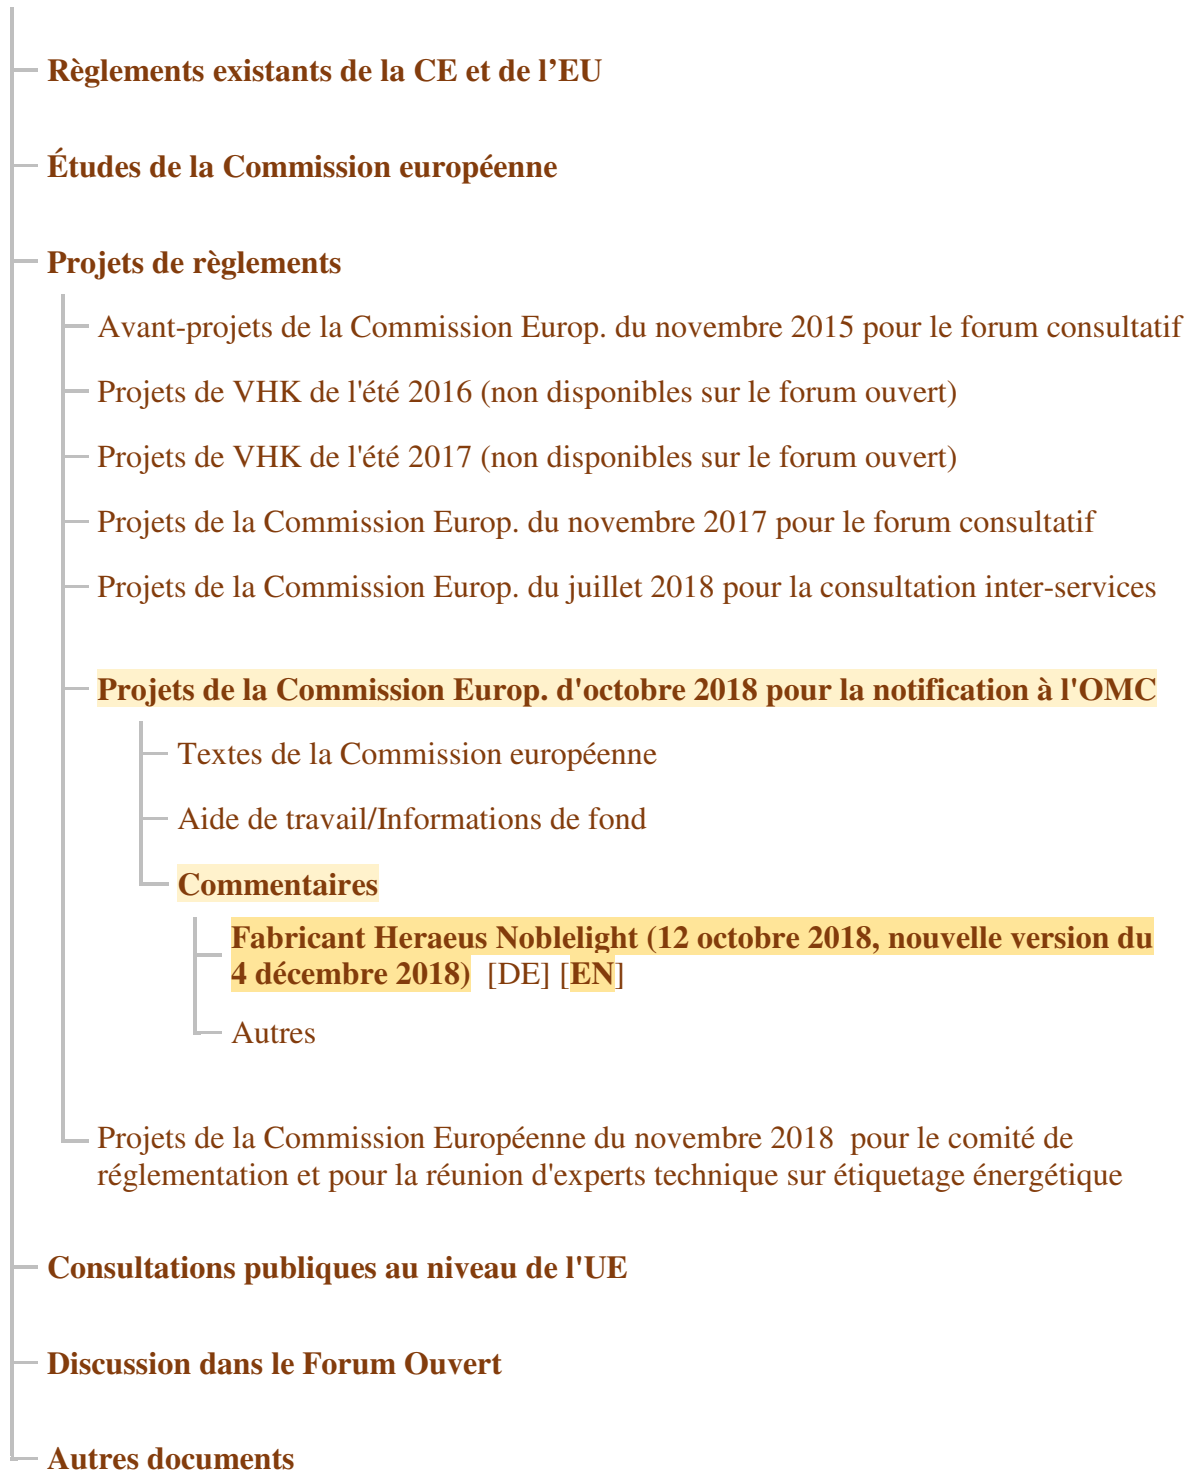 Règlements existants de la CE et de l’EU
Études de la Commission européenne
Projets de règlements
Avant-projets de la Commission Europ. du novembre 2015 pour le forum consultatif
Projets de VHK de l'été 2016 (non disponibles sur le forum ouvert)
Projets de VHK de l'été 2017 (non disponibles sur le forum ouvert)
Projets de la Commission Europ. du novembre 2017 pour le forum consultatif
Projets de la Commission Europ. du juillet 2018 pour la consultation inter-services
Projets de la Commission Europ. d'octobre 2018 pour la notification à l'OMC
Textes de la Commission européenne
Aide de travail/Informations de fond
Commentaires
Fabricant Heraeus Noblelight (12 octobre 2018, nouvelle version du
4 décembre 2018) [DE] [EN]
Autres
Projets de la Commission Européenne du novembre 2018 pour le comité de
réglementation et pour la réunion d'experts technique sur étiquetage énergétique
Consultations publiques au niveau de l'UE
Discussion dans le Forum Ouvert
Autres documents